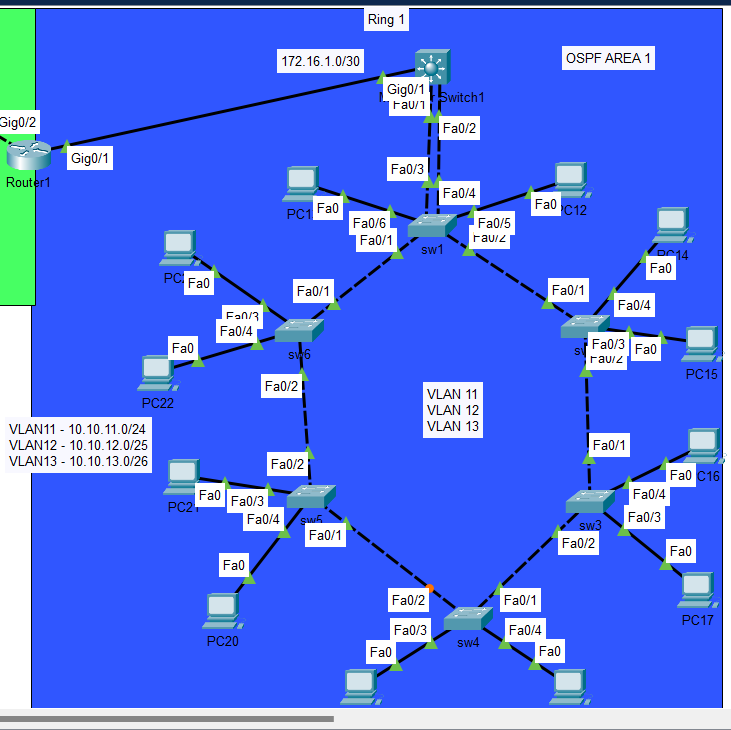 Ring 1
172.16.1.0/30
OSPF AREA 1
Gig0/1
Switch1
Fa0/1
Gig0/2
Fa0/2
Gig0/1
Router1
Fa0/3
Fa0/4
Fa0
PC12
Fa0
Fa0/6
Fa0/5
Fa0/1
Fa0/2
sw1
PC14
Fa0
Fa0
Fa0/1
Fa0/1
Fa0/4
Fa0/3
Fa0/4
Fa0/3
Fa0
Fa0/2
Fa0
sw6
PC15
Fa0/2
PC22
VLAN 11
VLAN 12
VLAN 13
VLAN11 - 10.10.11.0/24
VLAN12 - 10.10.12.0/25
VLAN13 - 10.10.13.0/26
Fa0/1
Fa0/2
Fa0
PC16
Fa0
Fa0/3
Fa0/4
PC21
Fa0/4
Fa0/3
sw5
sw3
Fa0/1
Fa0/2
Fa0
Fa0
Fa0/2
Fa0/1
PC17
PC20
Fa0/3
Fa0/4
sw4
Fa0
Fa0